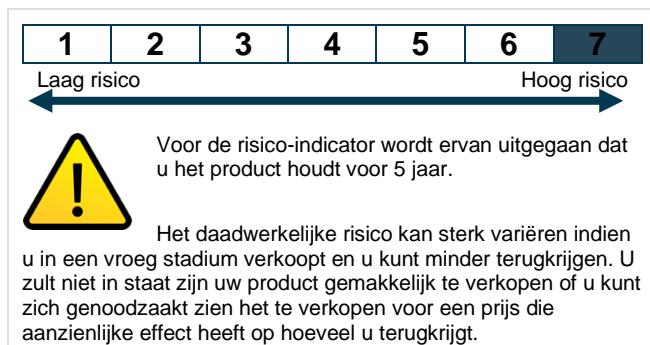 1 2 3 4 5 6 7
Laag risico Hoog risico
!
Voor de risico-indicator wordt ervan uitgegaan dat
u het product houdt voor 5 jaar.
Het daadwerkelijke risico kan sterk variëren indien
u in een vroeg stadium verkoopt en u kunt minder terugkrijgen. U
zult niet in staat zijn uw product gemakkelijk te verkopen of u kunt
zich genoodzaakt zien het te verkopen voor een prijs die
aanzienlijke effect heeft op hoeveel u terugkrijgt.